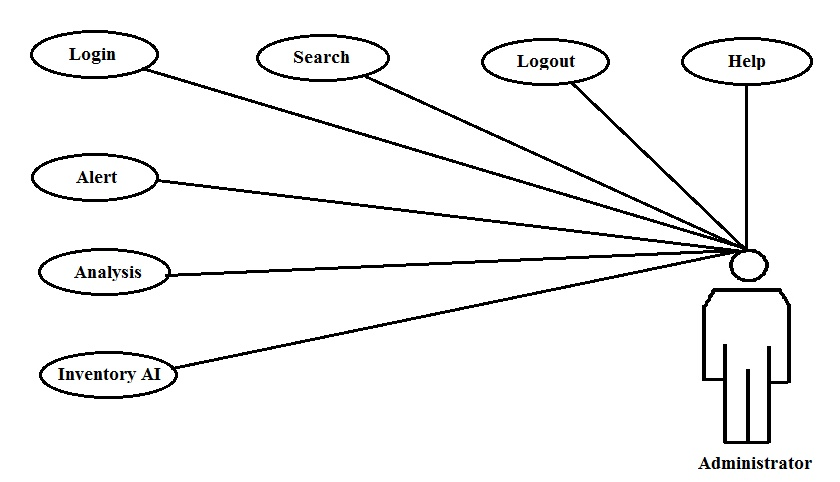 Login
Search
Logout
Help
Alert
Analysis
Inventory AI
Administrator